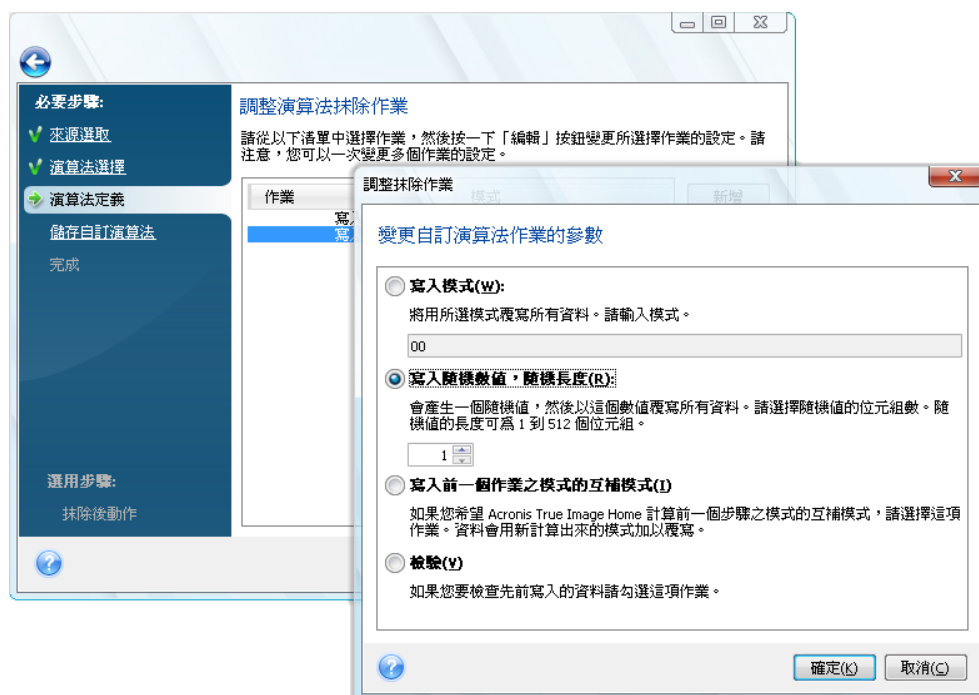 必要步驟:
來源選取
演算法選擇
演算法定義
儲存自訂演算法
完成
選用步驟:
抹除後動作
調整演算法抹除作業
請從以下清單中選擇作業,然後按一下「編輯」按鈕變更所選擇作業的設定。請
注意,您可以一次變更多個作業的設定。
作業
模式
新增
寫入
寫
調整抹除作業
變更自訂演算法作業的參數
寫入模式(W):
將用所選模式覆寫所有資料。請輸入模式。
00
寫入隨機數值,隨機長度(R):
會產生一個隨機值,然後以這個數值覆寫所有資料。請選擇隨機值的位元組數。隨
機值的長度可為 1 到 512 個位元組。
1
寫入前一個作業之模式的互補模式(I)
如果您希望 Acronis True Image Home 計算前一個步驟之模式的互補模式,請選擇這項
作業。資料會用新計算出來的模式加以覆寫。
檢驗(V)
如果您要檢查先前寫入的資料請勾選這項作業。
確定(K)
取消(C)